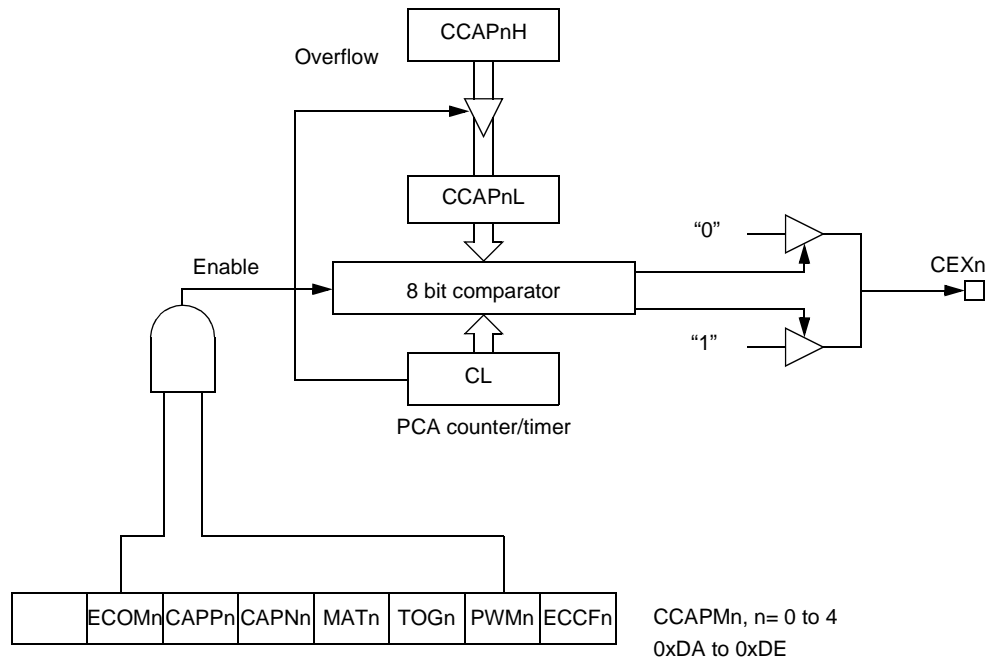 CCAPnH
Overflow
CCAPnL
“0”
Enable
CEXn
8 bit comparator
“1”
CL
PCA counter/timer
ECOMn CAPPn CAPNn MATn TOGn PWMn ECCFn
CCAPMn, n= 0 to 4
0xDA to 0xDE